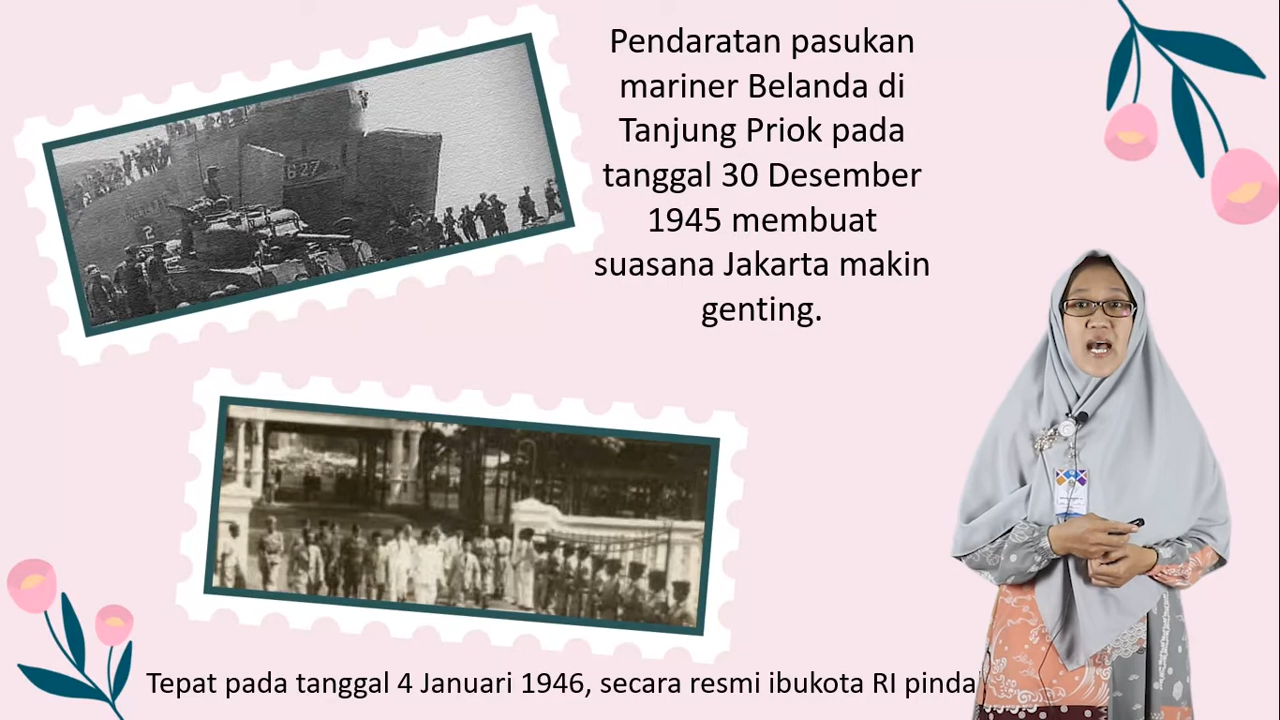 Pendaratan pasukan
mariner Belanda di
Tanjung Priok pada
tanggal 30 Desember
1945 membuat
suasana Jakarta makin
genting.
627
2
Tepat pada tanggal 4 Januari 1946, secara resmi ibukota RI pinda